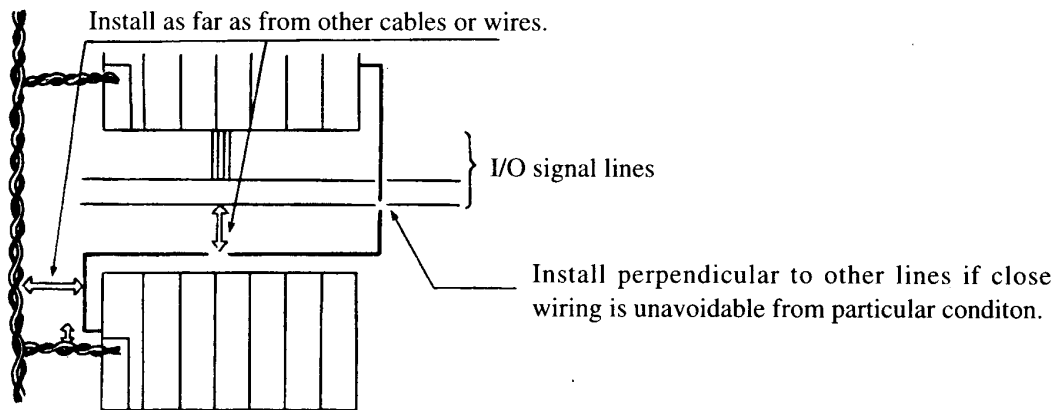 Install as far as from other cables or wires.
I/O signal lines
Install perpendicular to other lines if close
wiring is unavoidable from particular conditon.